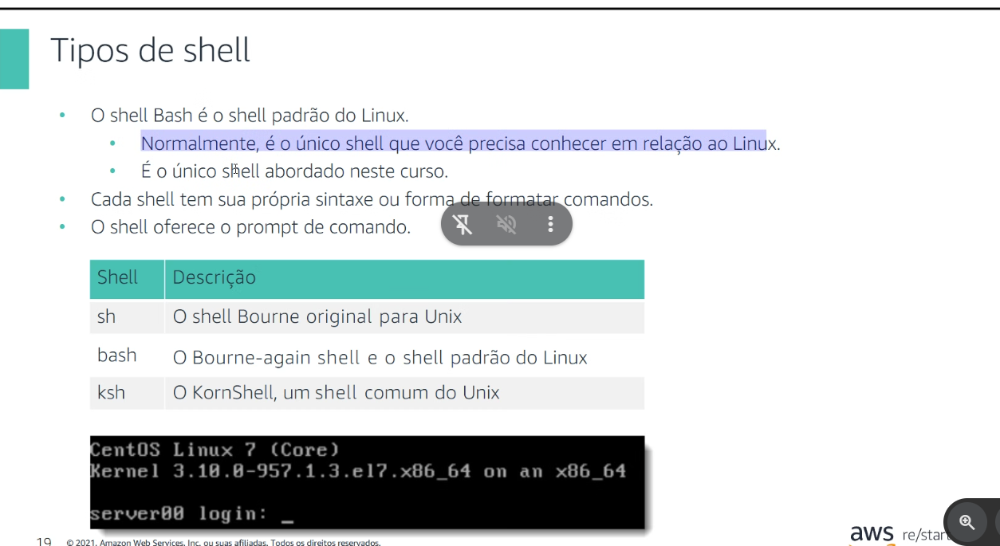 Tipos de shell
O shell Bash é o shell padrão do Linux.
Normalmente, é o único shell que você precisa conhecer em relação ao Linux.
É o único shell abordado neste curso.
Cada shell tem sua própria sintaxe ou forma de formatar comandos.
O shell oferece o prompt de comando.
Shell Descrição
sh O shell Bourne original para Unix
bash O Bourne-again shell e o shell padrão do Linux
ksh O KornShell, um shell comum do Unix
CentOS Linux 7 (Core)
Kernel 3.10.0-957.1.3.el7.x86_64 on an x86_64
server00 login: _
19 © 2021, Amazon Web Services, Inc. ou suas afiliadas. Todos os direitos reservados.
aws re/start